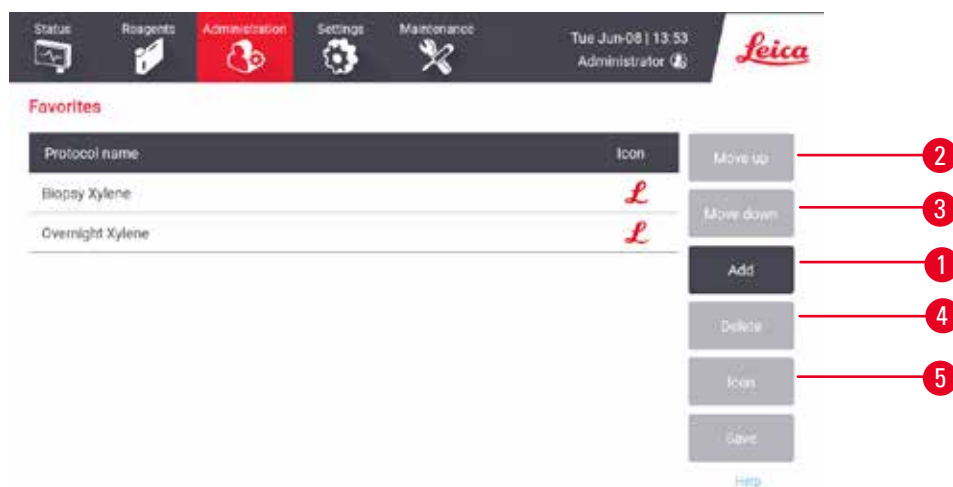 Status Reagents Administration Settings Maintenance
Tue Jun-08 | 13:53
Administrator
Leica
Favorites
Protocol name Icon
Biopsy Xylene L
Overnight Xylene L
Move up 2
Move down 3
Add 1
Delete 4
Icon 5
Save
Help